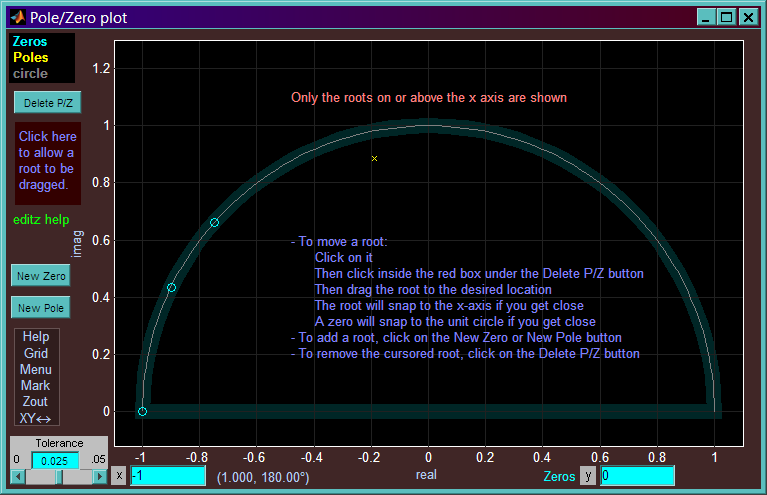 Pole/Zero plot
Zeros
Poles
circle
Delete P/Z
Click here
to allow a
root to be
dragged.
editz help
New Zero
New Pole
Help
Grid
Menu
Mark
Zout
XY↔
Tolerance
0 .05
0.025
Only the roots on or above the x axis are shown
- To move a root:
Click on it
Then click inside the red box under the Delete P/Z button
Then drag the root to the desired location
The root will snap to the x-axis if you get close
A zero will snap to the unit circle if you get close
- To add a root, click on the New Zero or New Pole button
- To remove the cursored root, click on the Delete P/Z button
imag
1.2
1
0.8
0.6
0.4
0.2
0
-1 -0.8 -0.6 -0.4 -0.2 0 0.2 0.4 0.6 0.8 1
x -1 (1.000, 180.00°) real Zeros y 0